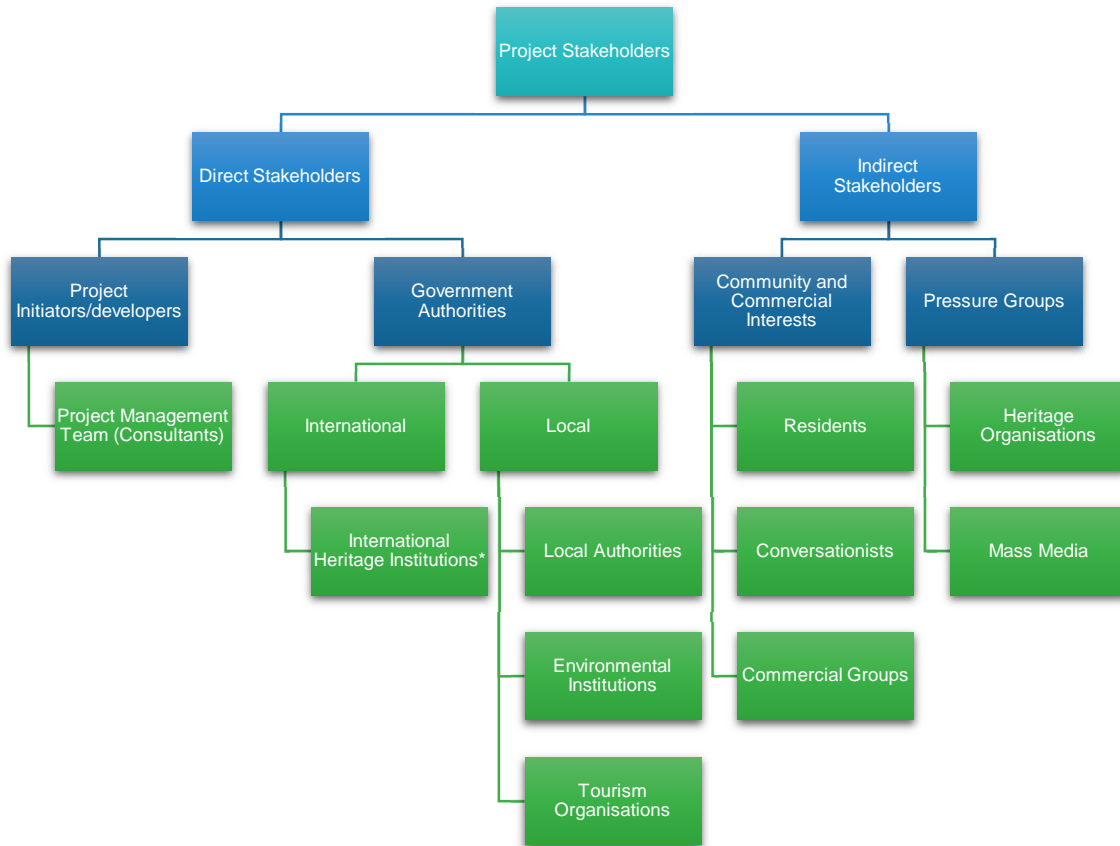 Project Stakeholders
Direct Stakeholders
Indirect
Stakeholders
Project
Initiators/developers
Government
Authorities
Community and
Commercial
Interests
Pressure Groups
Project Management
Team (Consultants)
International
Local
Residents
Heritage
Organisations
International
Heritage Institutions*
Local Authorities
Conversationists
Mass Media
Environmental
Institutions
Commercial Groups
Tourism
Organisations